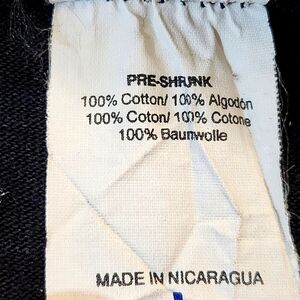 PRE-SHRUNK
100% Cotton/ 100% Algodón
100% Coton/ 100% Cotone
100% Baumwolle
MADE IN NICARAGUA